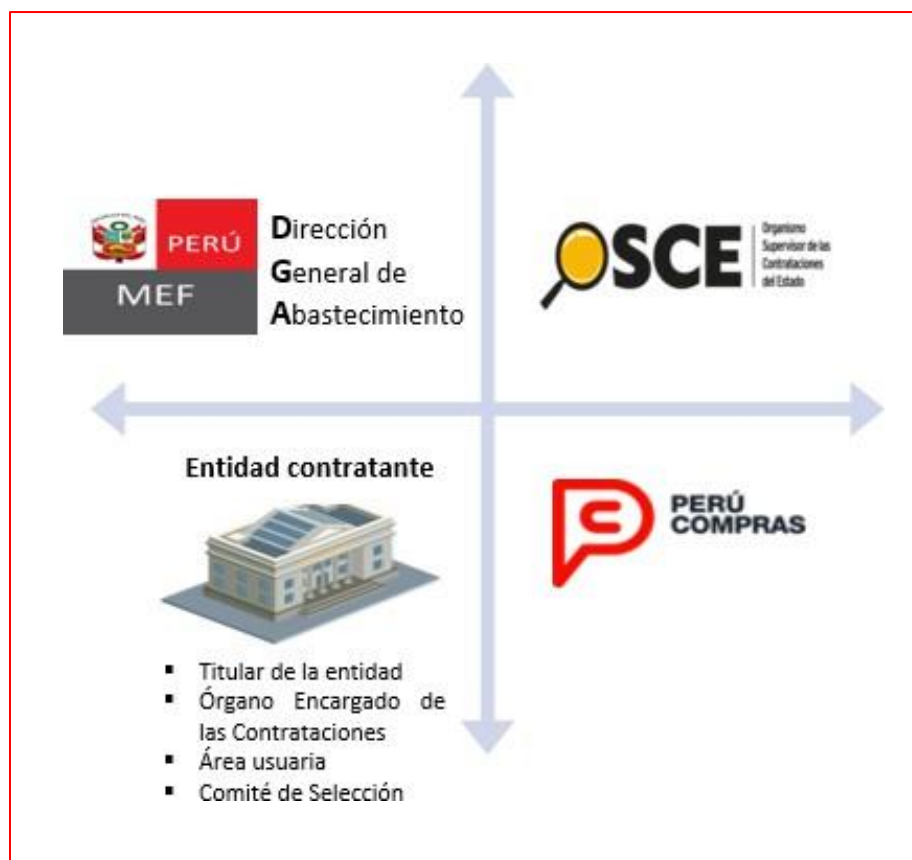 PERÚ
MEF
Dirección
General de
Abastecimiento
OSCE
Organismo
Supervisor de las
Contrataciones
del Estado
Entidad contratante
▪ Titular de la entidad
▪ Órgano Encargado de
las Contrataciones
▪ Área usuaria
▪ Comité de Selección
PERÚ
COMPRAS